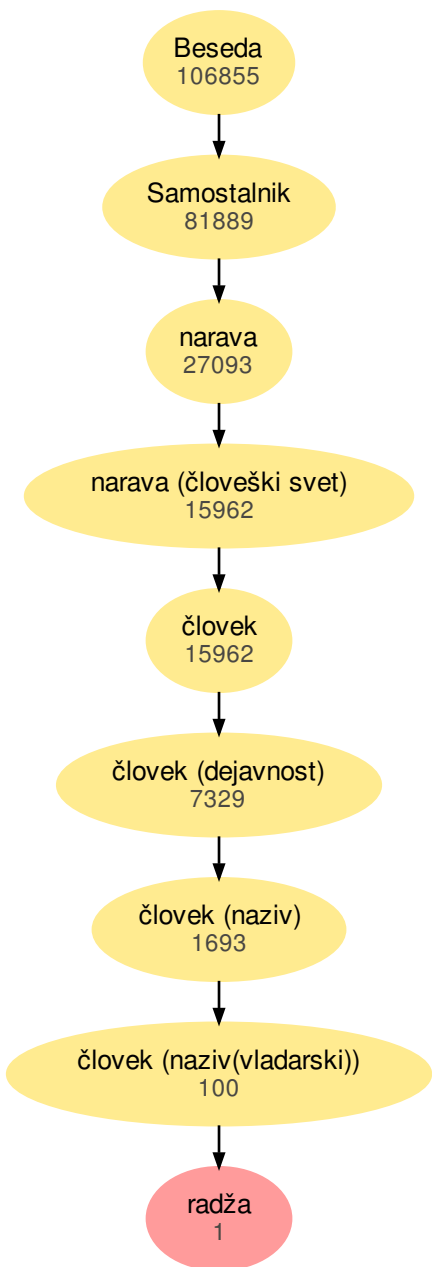 Beseda
106855
Samostalnik
81889
narava
27093
narava (človeški svet)
15962
človek
15962
človek (dejavnost)
7329
človek (naziv)
1693
človek (naziv(vladarski))
100
radža
1